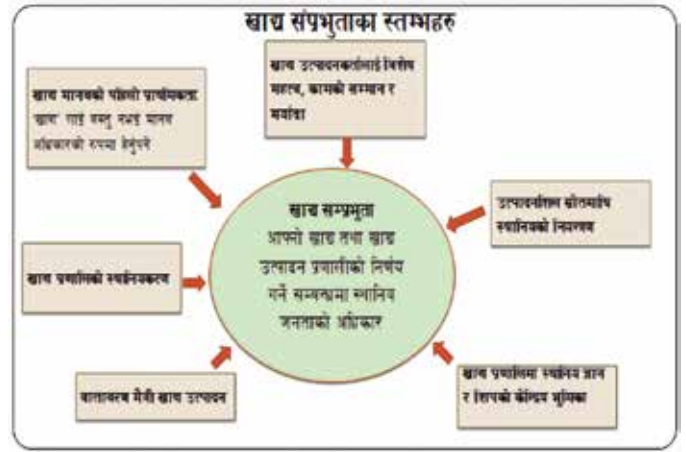 खाद्य संप्रभुताका स्तम्भहरु
खाद्य उत्पादनकर्तालाई विशेष
महत्व, कामको सम्मान र
मर्यादा
खाद्य मानवको पहिलो प्राथमिकता
'खाद्य' लाई वस्तु नभई मानव
अधिकारको रुपमा हेर्नुपर्ने
उत्पादनशिल स्रोतमाथि
स्थानियको नियन्त्रण
खाद्य सम्प्रभुता
आफ्नो खाद्य तथा खाद्य
उत्पादन प्रणालीको निर्णय
गर्ने सम्वन्धमा स्थानिय
जनताको अधिकार
खाद्य प्रणालिको स्थानियकरण
वातावरण मैत्री खाद्य उत्पादन
खाद्य प्रणालिमा स्थानिय ज्ञान
र शिपको केन्द्रिय भुमिका